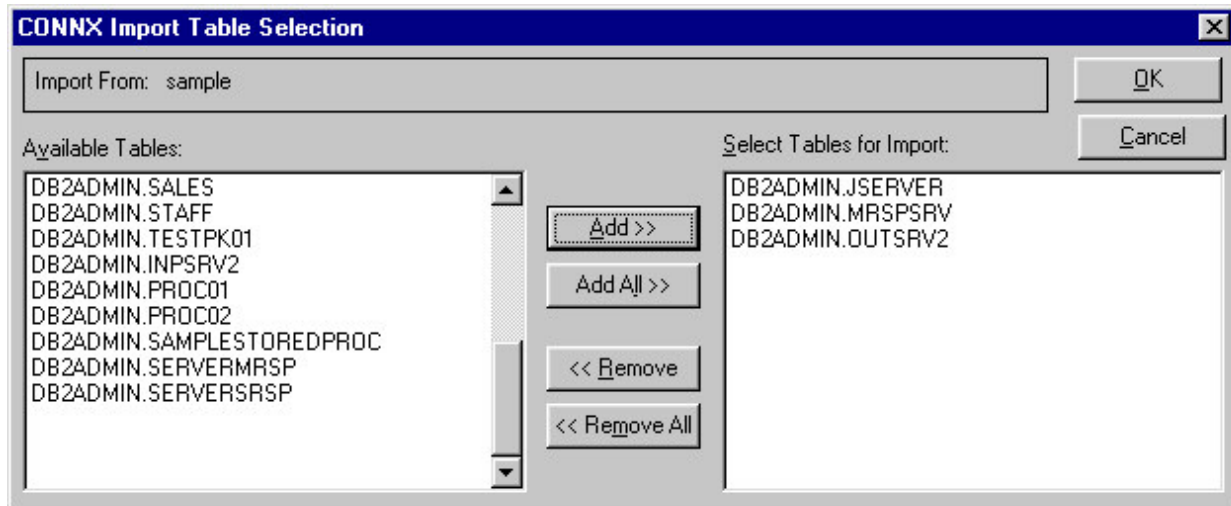 CONNX Import Table Selection
Import From: sample
OK
Cancel
Available Tables:
DB2ADMIN.SALES
DB2ADMIN.STAFF
DB2ADMIN.TESTPK01
DB2ADMIN.INPSRV2
DB2ADMIN.PROC01
DB2ADMIN.PROC02
DB2ADMIN.SAMPLESTOREDPROC
DB2ADMIN.SERVERMRSP
DB2ADMIN.SERVERSRSP
Add >>
Add All >>
<< Remove
<< Remove All
Select Tables for Import:
DB2ADMIN.JSERVER
DB2ADMIN.MRSPSRV
DB2ADMIN.OUTSRV2